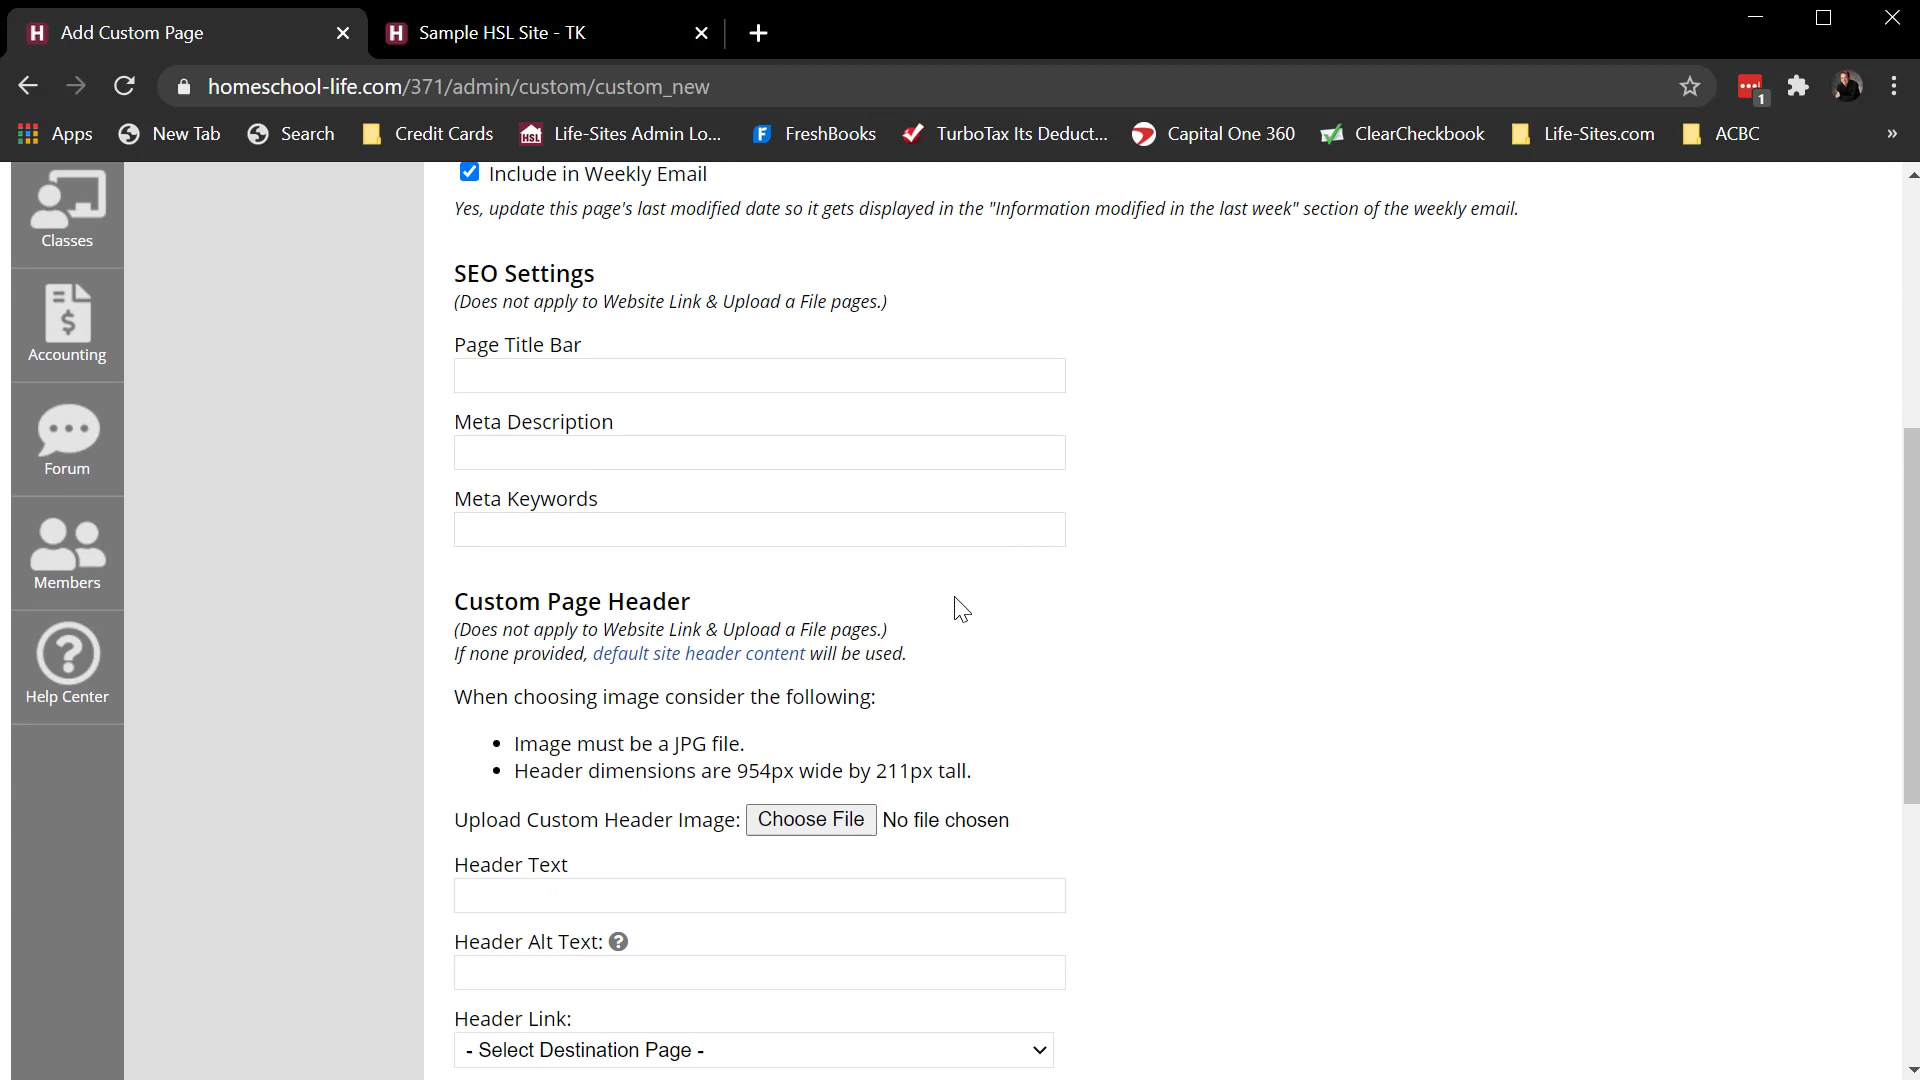 Add Custom Page
Sample HSL Site - TK
homeschool-life.com/371/admin/custom/custom_new
1
Apps
New Tab
Search
Credit Cards
HSL
Life-Sites Admin Lo...
FreshBooks
TurboTax Its Deduct...
Capital One 360
ClearCheckbook
Life-Sites.com
ACBC
»
Classes
Accounting
Forum
Members
Help Center
Include in Weekly Email
Yes, update this page's last modified date so it gets displayed in the "Information modified in the last week" section of the weekly email.
SEO Settings
(Does not apply to Website Link & Upload a File pages.)
Page Title Bar
Meta Description
Meta Keywords
Custom Page Header
(Does not apply to Website Link & Upload a File pages.)
If none provided, default site header content will be used.
When choosing image consider the following:
• Image must be a JPG file.
• Header dimensions are 954px wide by 211px tall.
Upload Custom Header Image: Choose File No file chosen
Header Text
Header Alt Text: ?
Header Link:
- Select Destination Page -